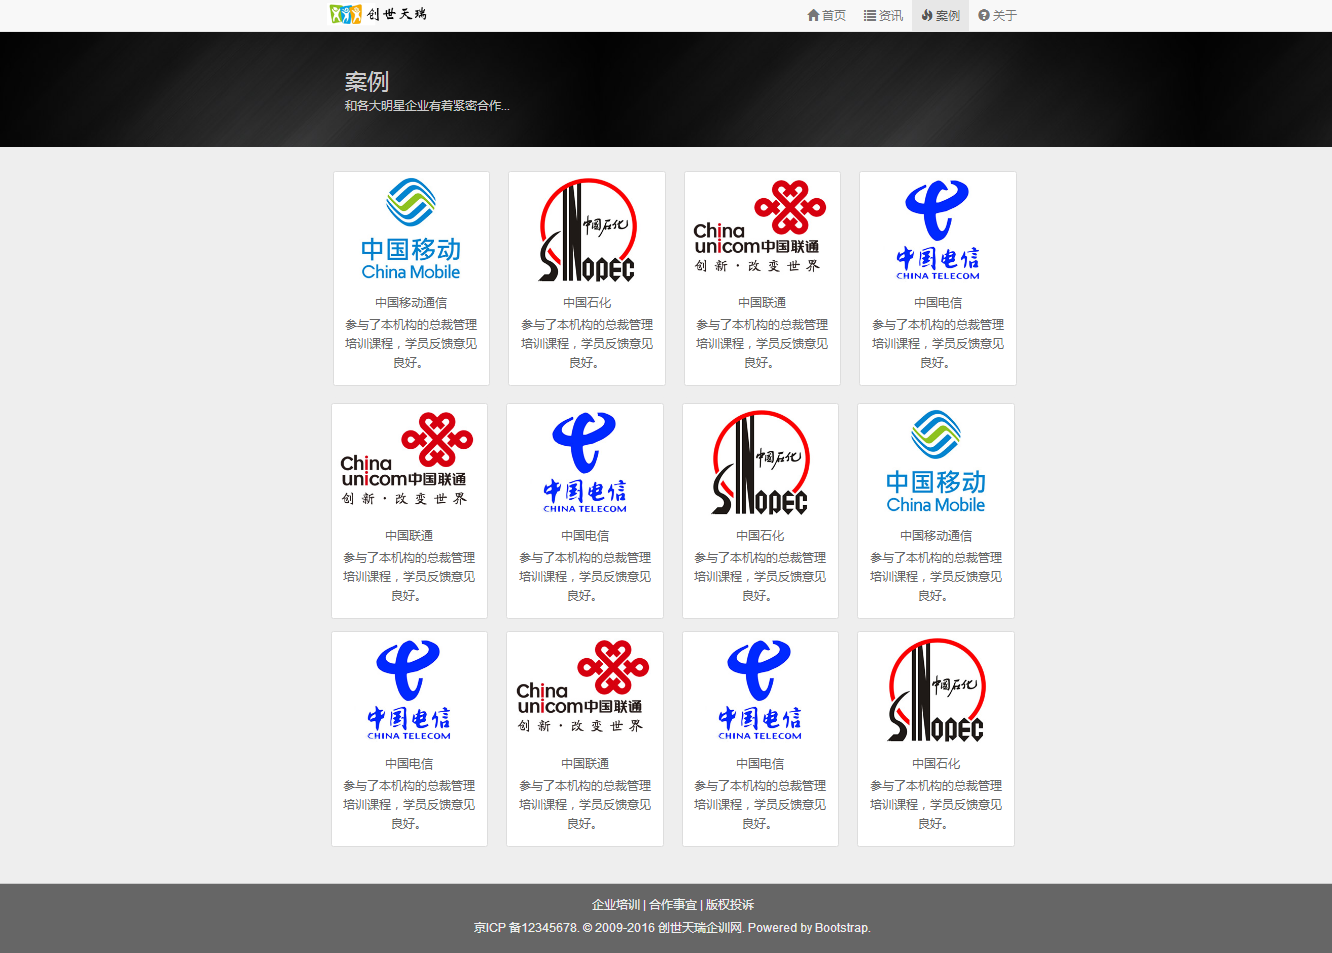 创世天瑞 首页 资讯 案例 关于
案例
和各大明星企业有着紧密合作...
中国移动
China Mobile
中国移动通信
参与了本机构的总裁管理
培训课程，学员反馈意见
良好。
中国石化
SINOPEC
中国石化
参与了本机构的总裁管理
培训课程，学员反馈意见
良好。
China
unicom中国联通
创新·改变世界
中国联通
参与了本机构的总裁管理
培训课程，学员反馈意见
良好。
中国电信
CHINA TELECOM
中国电信
参与了本机构的总裁管理
培训课程，学员反馈意见
良好。
China
unicom中国联通
创新·改变世界
中国联通
参与了本机构的总裁管理
培训课程，学员反馈意见
良好。
中国电信
CHINA TELECOM
中国电信
参与了本机构的总裁管理
培训课程，学员反馈意见
良好。
中国石化
SINOPEC
中国石化
参与了本机构的总裁管理
培训课程，学员反馈意见
良好。
中国移动
China Mobile
中国移动通信
参与了本机构的总裁管理
培训课程，学员反馈意见
良好。
中国电信
CHINA TELECOM
中国电信
参与了本机构的总裁管理
培训课程，学员反馈意见
良好。
China
unicom中国联通
创新·改变世界
中国联通
参与了本机构的总裁管理
培训课程，学员反馈意见
良好。
中国电信
CHINA TELECOM
中国电信
参与了本机构的总裁管理
培训课程，学员反馈意见
良好。
中国石化
SINOPEC
中国石化
参与了本机构的总裁管理
培训课程，学员反馈意见
良好。
企业培训 | 合作事宜 | 版权投诉
京ICP 备12345678. © 2009-2016 创世天瑞企训网. Powered by Bootstrap.